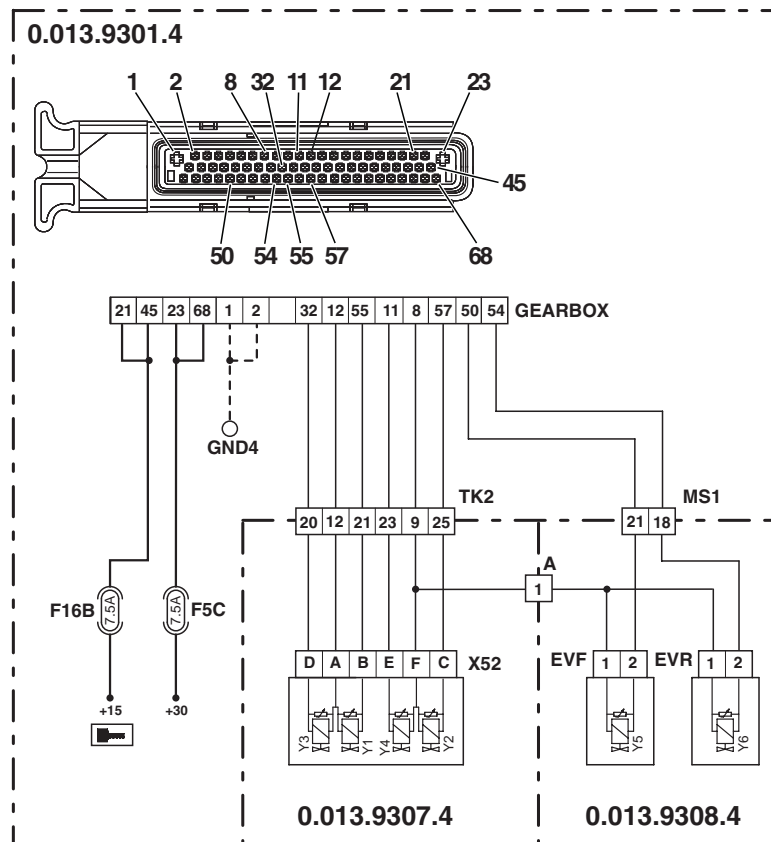 0.013.9301.4
1 2 8 32 11 12 21 23
45
50 54 55 57 68
21 45 23 68 1 2 32 12 55 11 8 57 50 54 GEARBOX
GND4
TK2 MS1
20 12 21 23 9 25 21 18
A
1
F16B 7.5A 7.5A F5C
D A B E F C X52 EVF 1 2 EVR 1 2
+15 +30
Y3 Y1 Y4 Y2 Y5 Y6
0.013.9307.4 0.013.9308.4